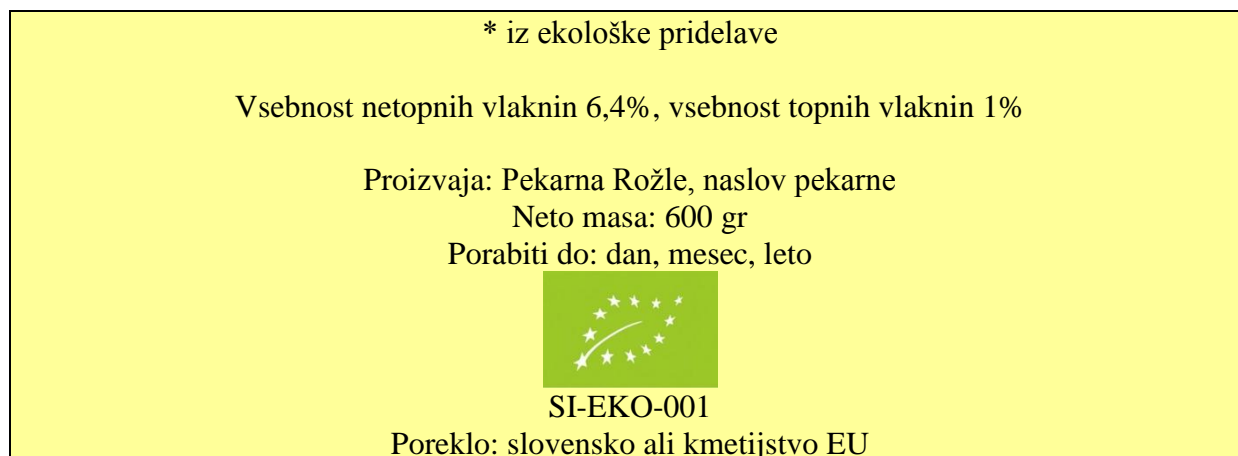 * iz ekološke pridelave
Vsebnost netopnih vlaknin 6,4%, vsebnost topnih vlaknin 1%
Proizvaja: Pekarna Rožle, naslov pekarne
Neto masa: 600 gr
Porabiti do: dan, mesec, leto
SI-EKO-001
Poreklo: slovensko ali kmetijstvo EU